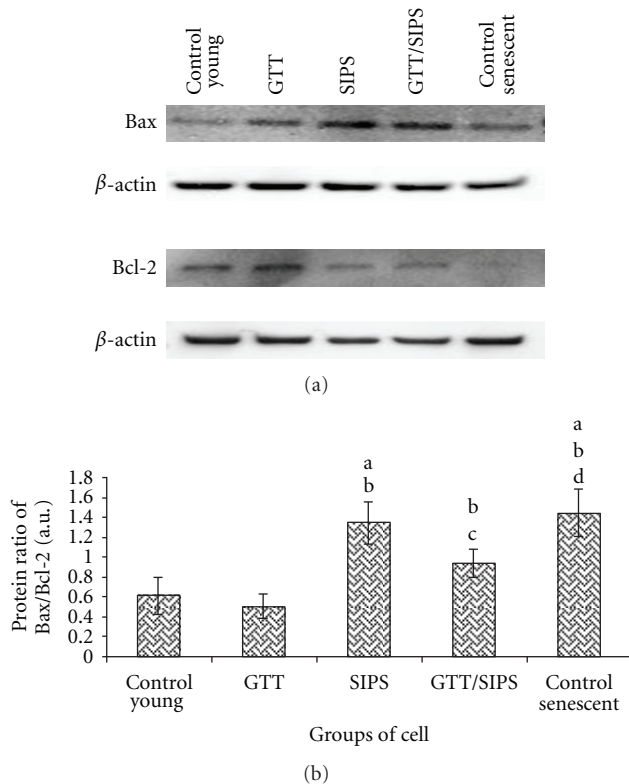 Control
young
GTT
SIPS
GTT/SIPS
Control
senescent
Bax
β-actin
Bcl-2
β-actin
(a)
Protein ratio of
Bax/Bcl-2 (a.u.)
1.8
1.6
1.4
1.2
1
0.8
0.6
0.4
0.2
0
a
b
b
c
a
b
d
Control
young
GTT
SIPS
GTT/SIPS
Control
senescent
Groups of cell
(b)